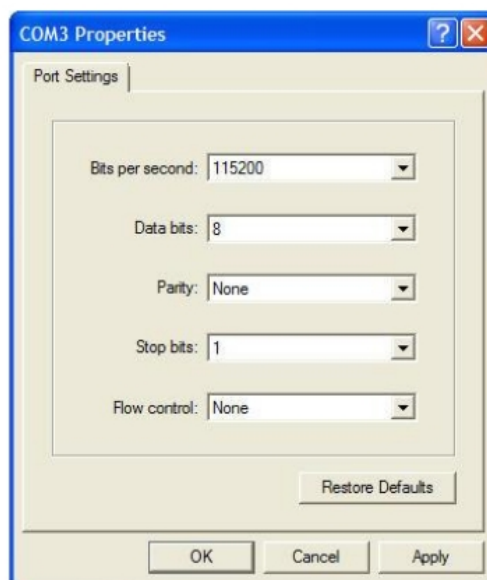 COM3 Properties
Port Settings
Bits per second: 115200
Data bits: 8
Parity: None
Stop bits: 1
Flow control: None
Restore Defaults
OK Cancel Apply